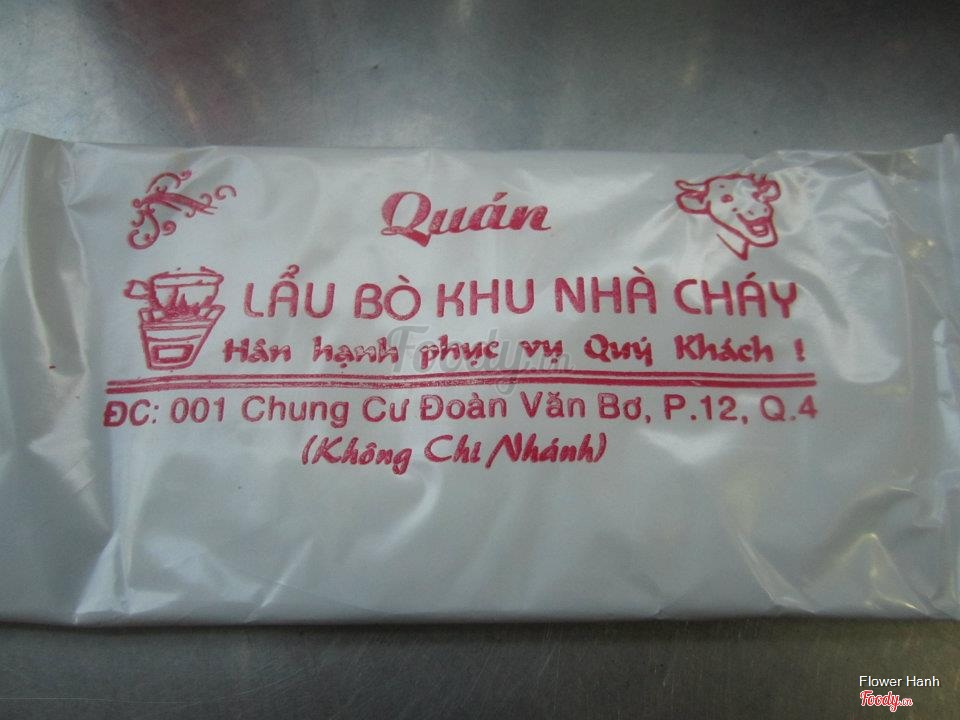 Quán
LẨU BÒ KHU NHÀ CHÁY
Hân hạnh phục vụ Quý Khách !
ĐC: 001 Chung Cư Đoàn Văn Bơ, P.12, Q.4
(Không Chi Nhánh)
Foody.vn
Flower Hanh
Foody.vn